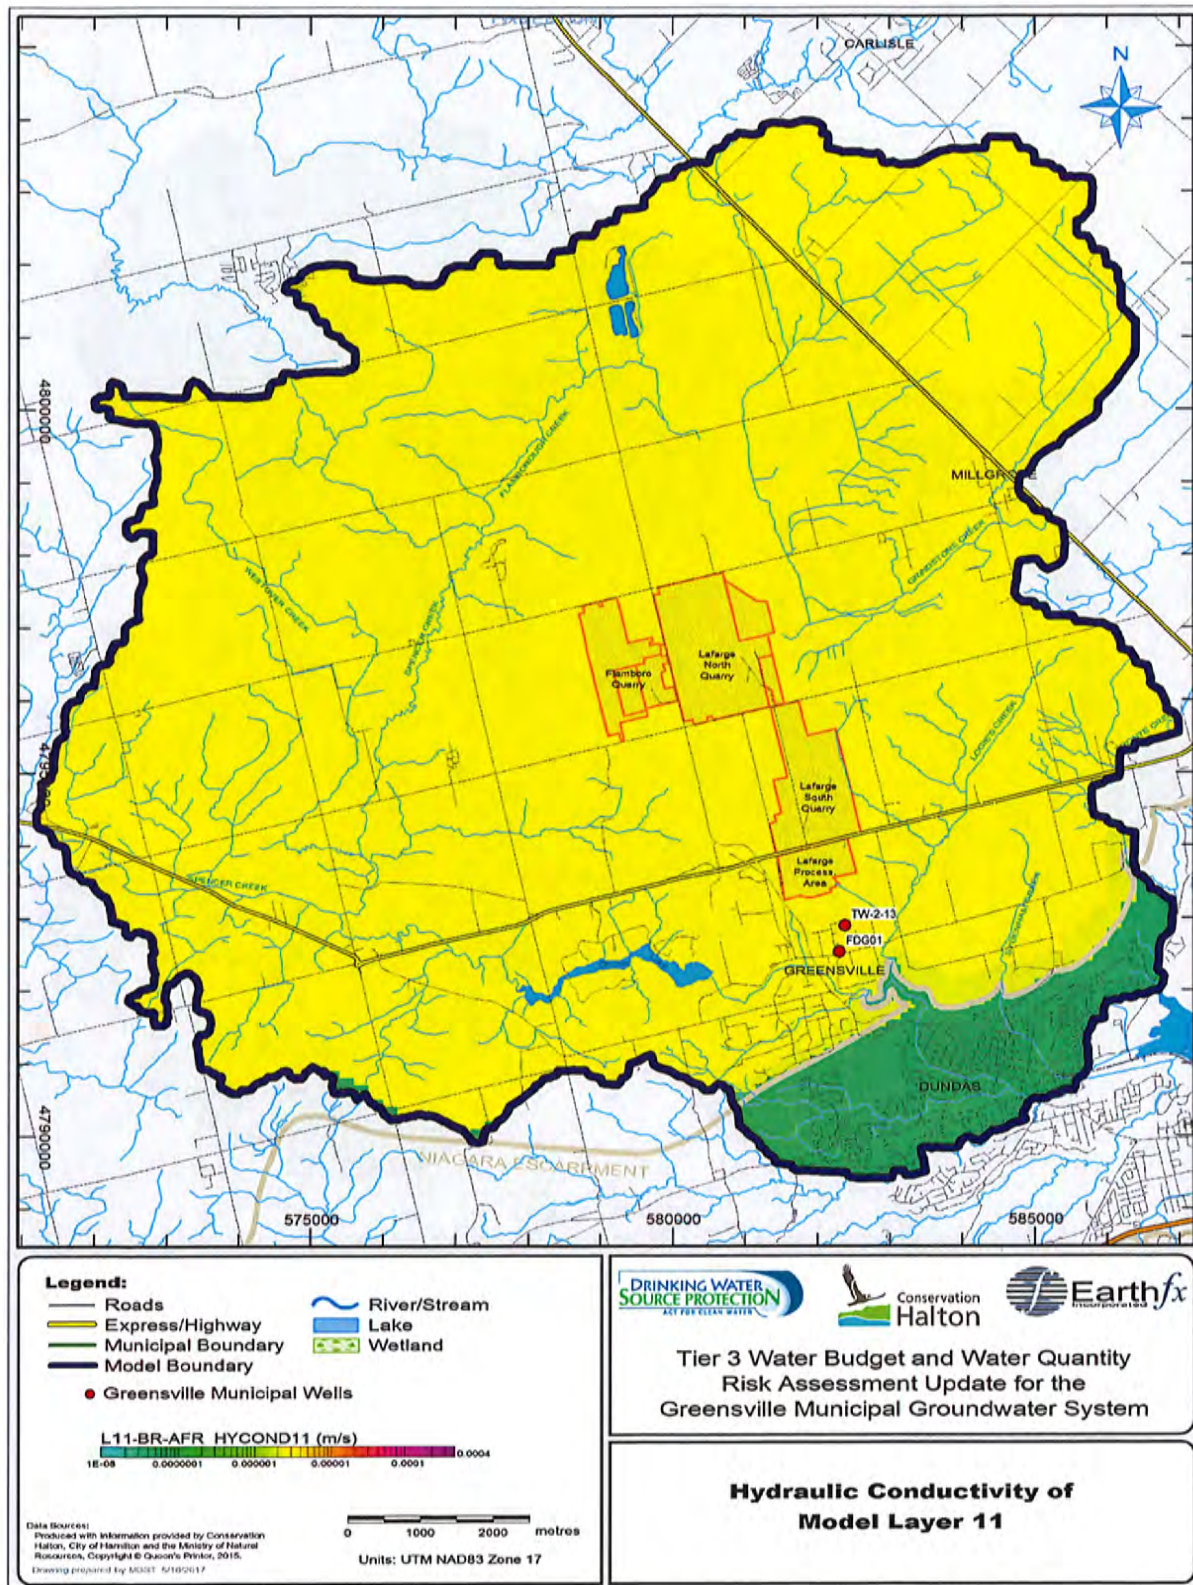 CARLISLE
N
4800000
FLAMBOROUGH CREEK
MILLGROVE
GRINDSTONE CREEK
WESTOVER CREEK
SPENCER CREEK
Flamboro
Quarry
Lafarge
North
Quarry
LOGIE'S CREEK
Lafarge
South
Quarry
Lafarge
Process
Area
SPENCER CREEK
TW-2-13
FDG01
GREENSVILLE
DUNDAS
4790000
NIAGARA ESCARPMENT
575000
580000
585000
Legend:
Roads
Express/Highway
Municipal Boundary
Model Boundary
River/Stream
Lake
Wetland
Greensville Municipal Wells
L11-BR-AFR HYCOND11 (m/s)
1E-08 0.0000001 0.000001 0.00001 0.0001 0.0004
Data Sources:
Produced with information provided by Conservation
Halton, City of Hamilton and the Ministry of Natural
Resources, Copyright © Queen's Printer, 2015.
0 1000 2000 metres
Units: UTM NAD83 Zone 17
DRINKING WATER
SOURCE PROTECTION
ACT FOR CLEAN WATER
Conservation
Halton
Earthfx
Incorporated
Tier 3 Water Budget and Water Quantity
Risk Assessment Update for the
Greensville Municipal Groundwater System
Hydraulic Conductivity of
Model Layer 11